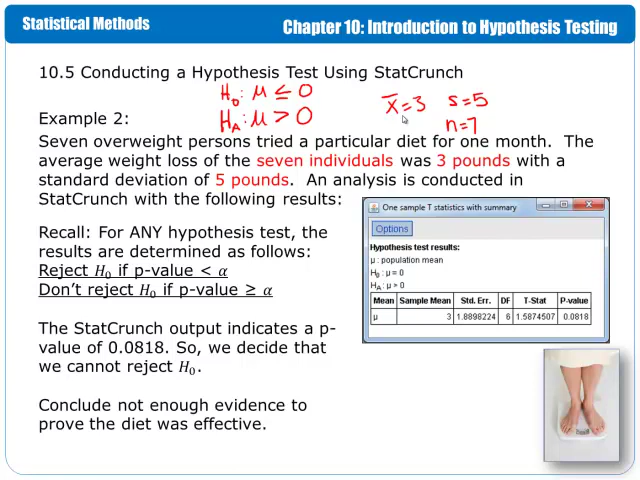 Statistical Methods
Chapter 10: Introduction to Hypothesis Testing
10.5 Conducting a Hypothesis Test Using StatCrunch
H₀: μ ≤ 0
x̄ = 3 s = 5
Example 2:
H_A: μ > 0
n = 7
Seven overweight persons tried a particular diet for one month. The
average weight loss of the seven individuals was 3 pounds with a
standard deviation of 5 pounds. An analysis is conducted in
StatCrunch with the following results:
Recall: For ANY hypothesis test, the
results are determined as follows:
Reject H₀ if p-value < α
Don't reject H₀ if p-value ≥ α
The StatCrunch output indicates a p-
value of 0.0818. So, we decide that
we cannot reject H₀.
Conclude not enough evidence to
prove the diet was effective.
One sample T statistics with summary
Options
Hypothesis test results:
μ : population mean
H₀ : μ = 0
H_A : μ > 0
Mean Sample Mean Std. Err. DF T-Stat P-value
μ 3 1.8898224 6 1.5874507 0.0818